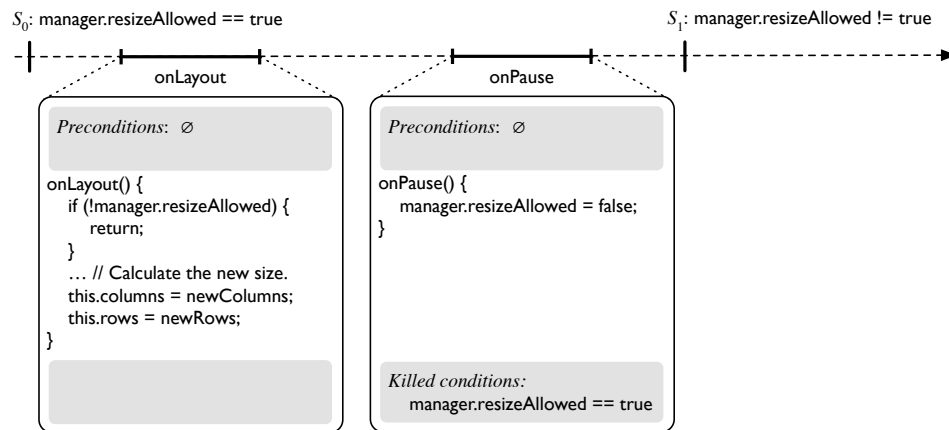 S0: manager.resizeAllowed == true
S1: manager.resizeAllowed != true
onLayout
onPause
Preconditions: ∅
onLayout() {
if (!manager.resizeAllowed) {
return;
}
… // Calculate the new size.
this.columns = newColumns;
this.rows = newRows;
}
Preconditions: ∅
onPause() {
manager.resizeAllowed = false;
}
Killed conditions:
manager.resizeAllowed == true